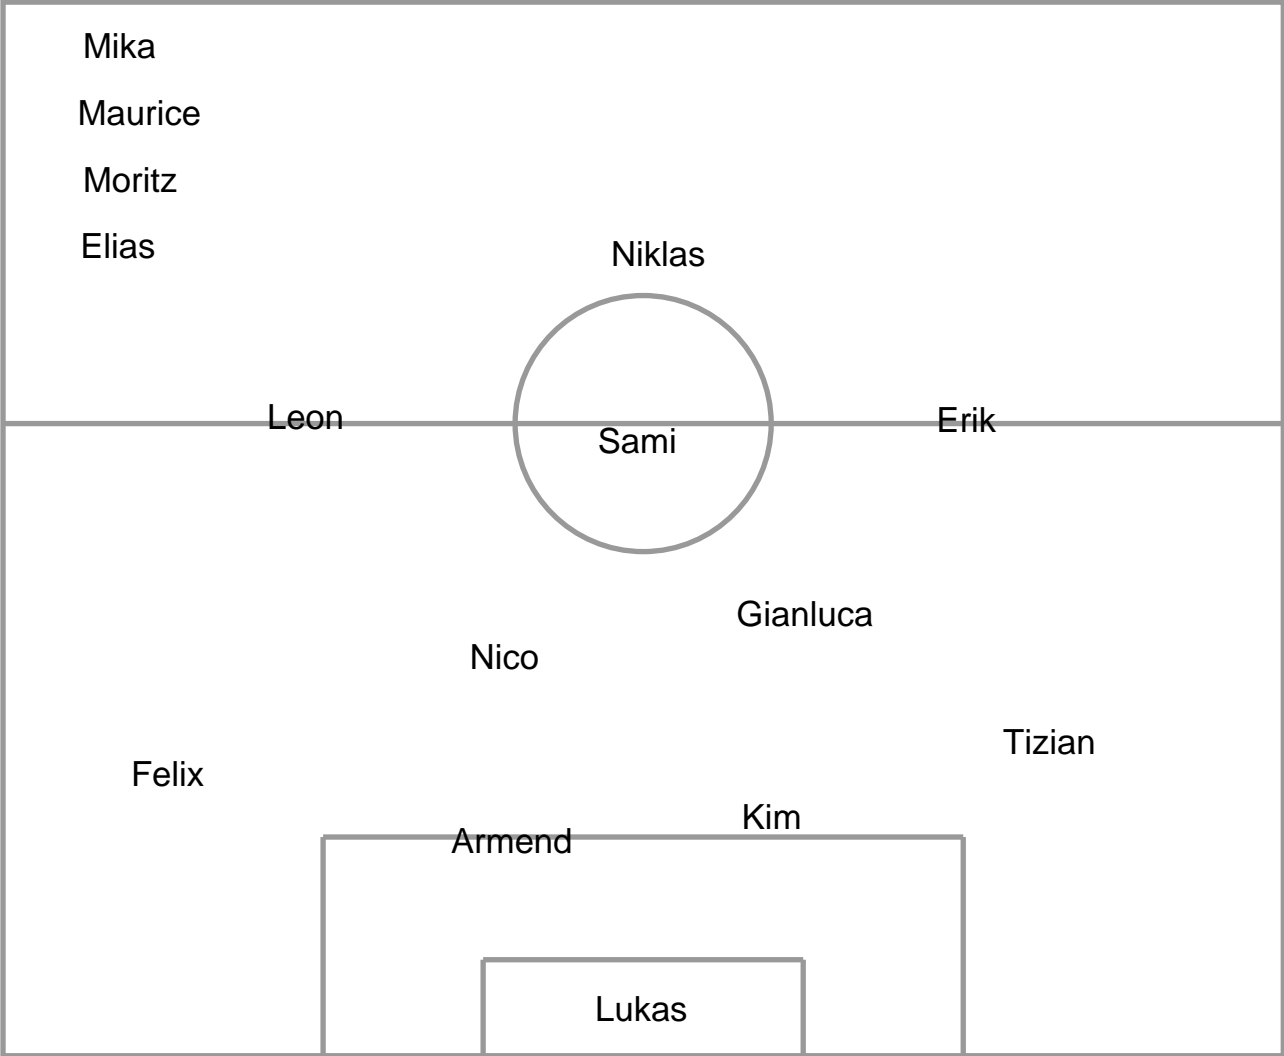 Mika
Maurice
Moritz
Elias
Niklas
Leon
Sami
Erik
Gianluca
Nico
Tizian
Felix
Kim
Armend
Lukas